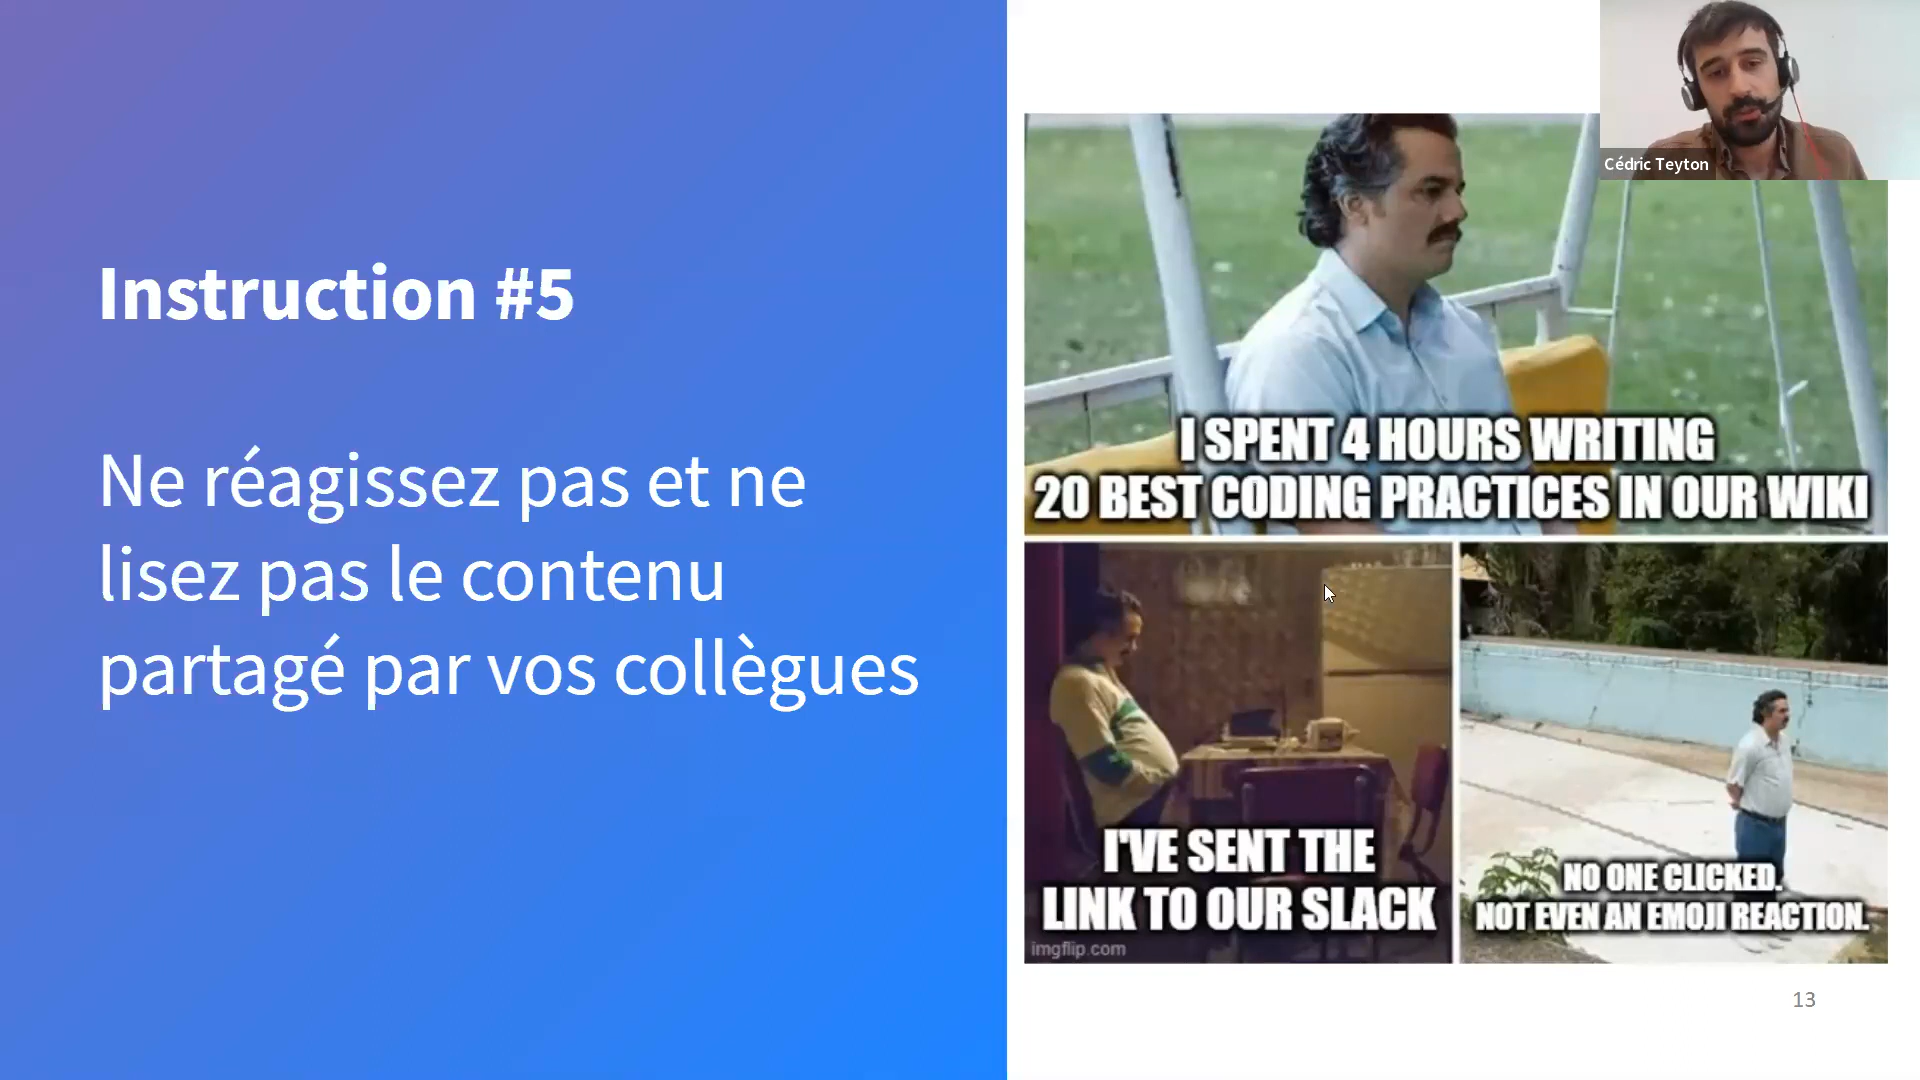 Instruction #5
Ne réagissez pas et ne
lisez pas le contenu
partagé par vos collègues
Cédric Teyton
I SPENT 4 HOURS WRITING
20 BEST CODING PRACTICES IN OUR WIKI
I'VE SENT THE
LINK TO OUR SLACK
imgflip.com
NO ONE CLICKED.
NOT EVEN AN EMOJI REACTION.
13